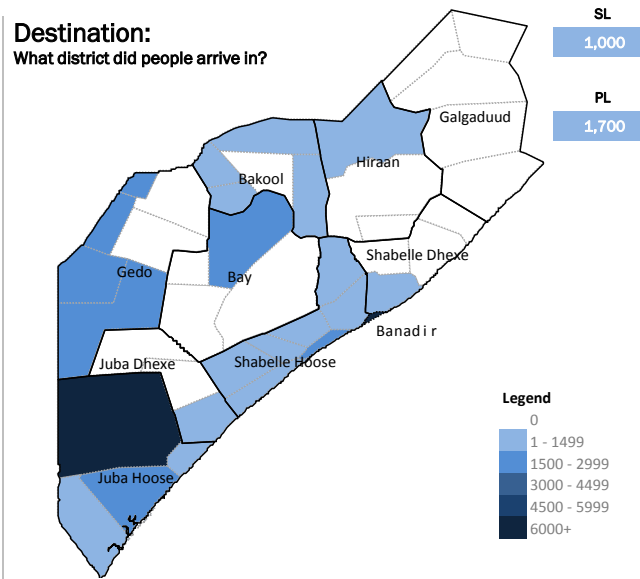 Destination:
What district did people arrive in?
SL
1,000
PL
1,700
Galgaduud
Hiraan
Bakool
Shabelle Dhexe
Gedo
Bay
Banadir
Juba Dhexe
Shabelle Hoose
Juba Hoose
Legend
0
1 - 1499
1500 - 2999
3000 - 4499
4500 - 5999
6000+